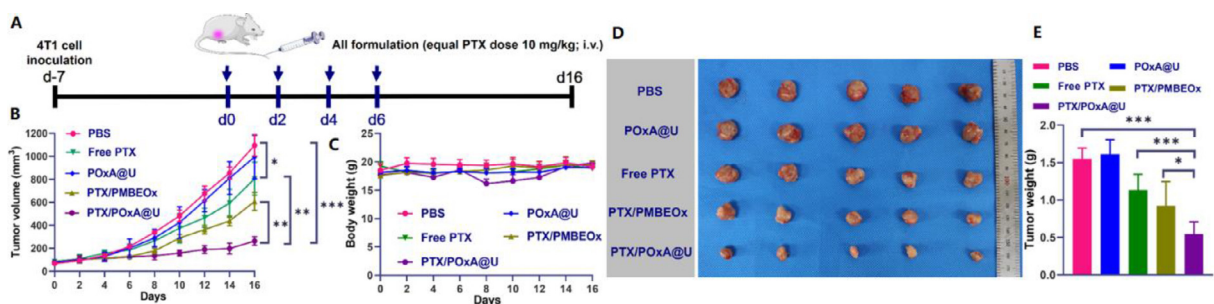 A
4T1 cell
inoculation
d-7
All formulation (equal PTX dose 10 mg/kg; i.v.)
d16
d0
d2
d4
d6
B
Tumor volume (mm³)
1200
1000
800
600
400
200
0
0 2 4 6 8 10 12 14 16
Days
PBS
Free PTX
POxA@U
PTX/PMBEOx
PTX/POxA@U
*
**
**
***
C
Body weight (g)
25
20
15
10
5
0
0 2 4 6 8 10 12 14 16
Days
PBS
POxA@U
Free PTX
PTX/PMBEOx
PTX/POxA@U
D
PBS
POxA@U
Free PTX
PTX/PMBEOx
PTX/POxA@U
E
PBS
POxA@U
Free PTX
PTX/PMBEOx
PTX/POxA@U
Tumor weight (g)
2.0
1.5
1.0
0.5
0.0
***
***
*